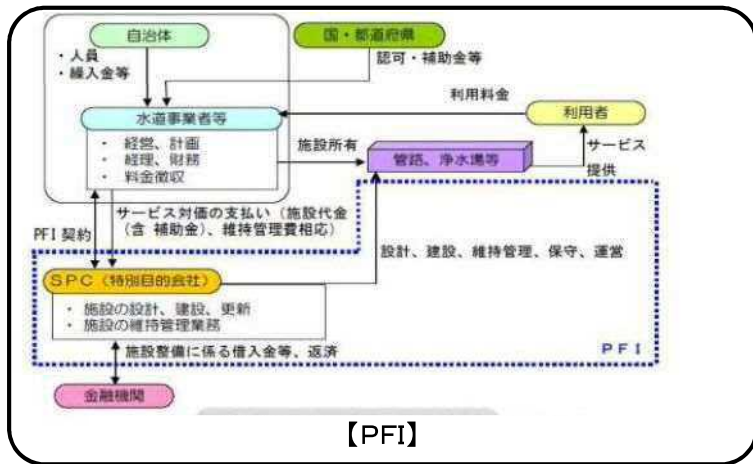 自治体
国・都道府県
・人員
・繰入金等
認可・補助金等
利用料金
水道事業者等
利用者
・ 経営、計画
・ 経理、財務
・ 料金徴収
施設所有
管路、浄水場等
サービス
提供
サービス対価の支払い（施設代金
（含 補助金）、維持管理費相応）
PFI 契約
設計、建設、維持管理、保守、運営
SPC（特別目的会社）
・ 施設の設計、建設、更新
・ 施設の維持管理業務
PFI
施設整備に係る借入金等、返済
金融機関
【PFI】